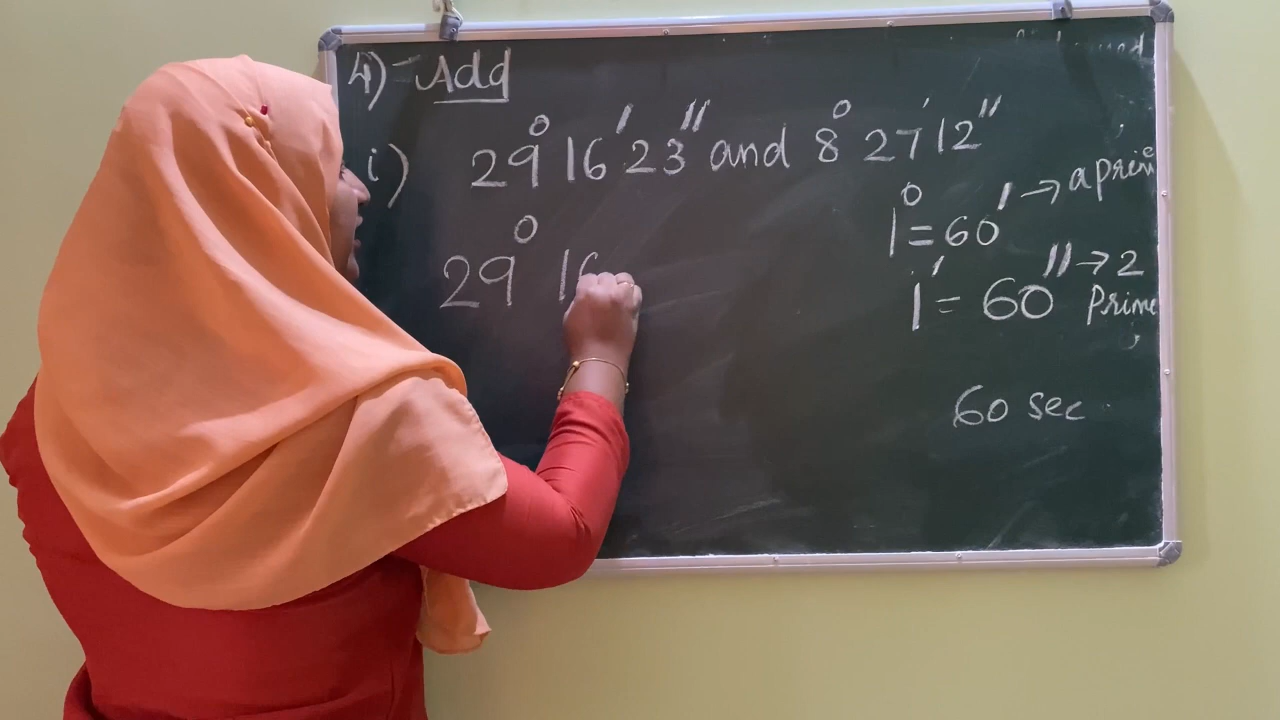 4) Add
i) 29° 16' 23" and 8° 27' 12"
1° = 60' → a prim
1' = 60" → 2
Prime
29° 16
60 sec